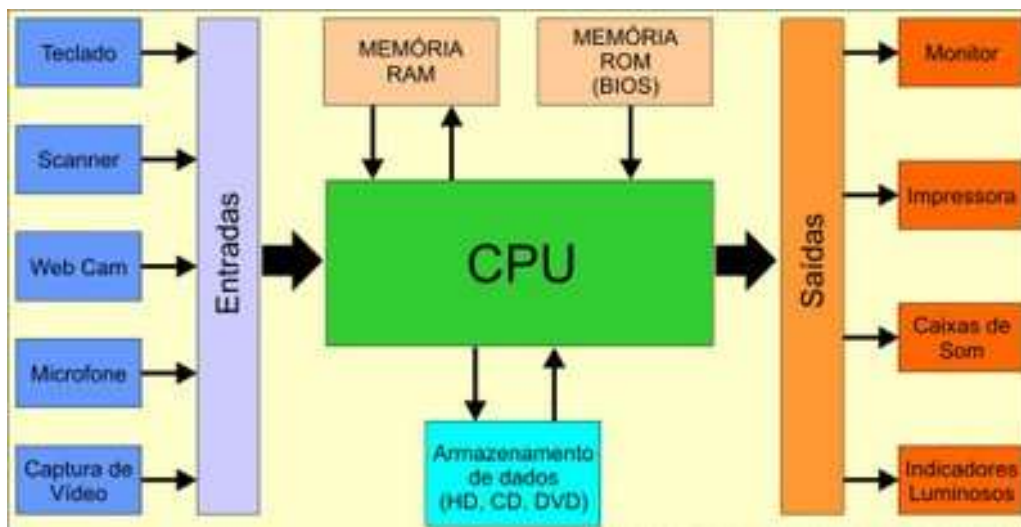 Teclado
Scanner
Web Cam
Microfone
Captura de
Vídeo
Entradas
MEMÓRIA
RAM
MEMÓRIA
ROM
(BIOS)
CPU
Armazenamento
de dados
(HD, CD, DVD)
Saídas
Monitor
Impressora
Caixas de
Som
Indicadores
Luminosos